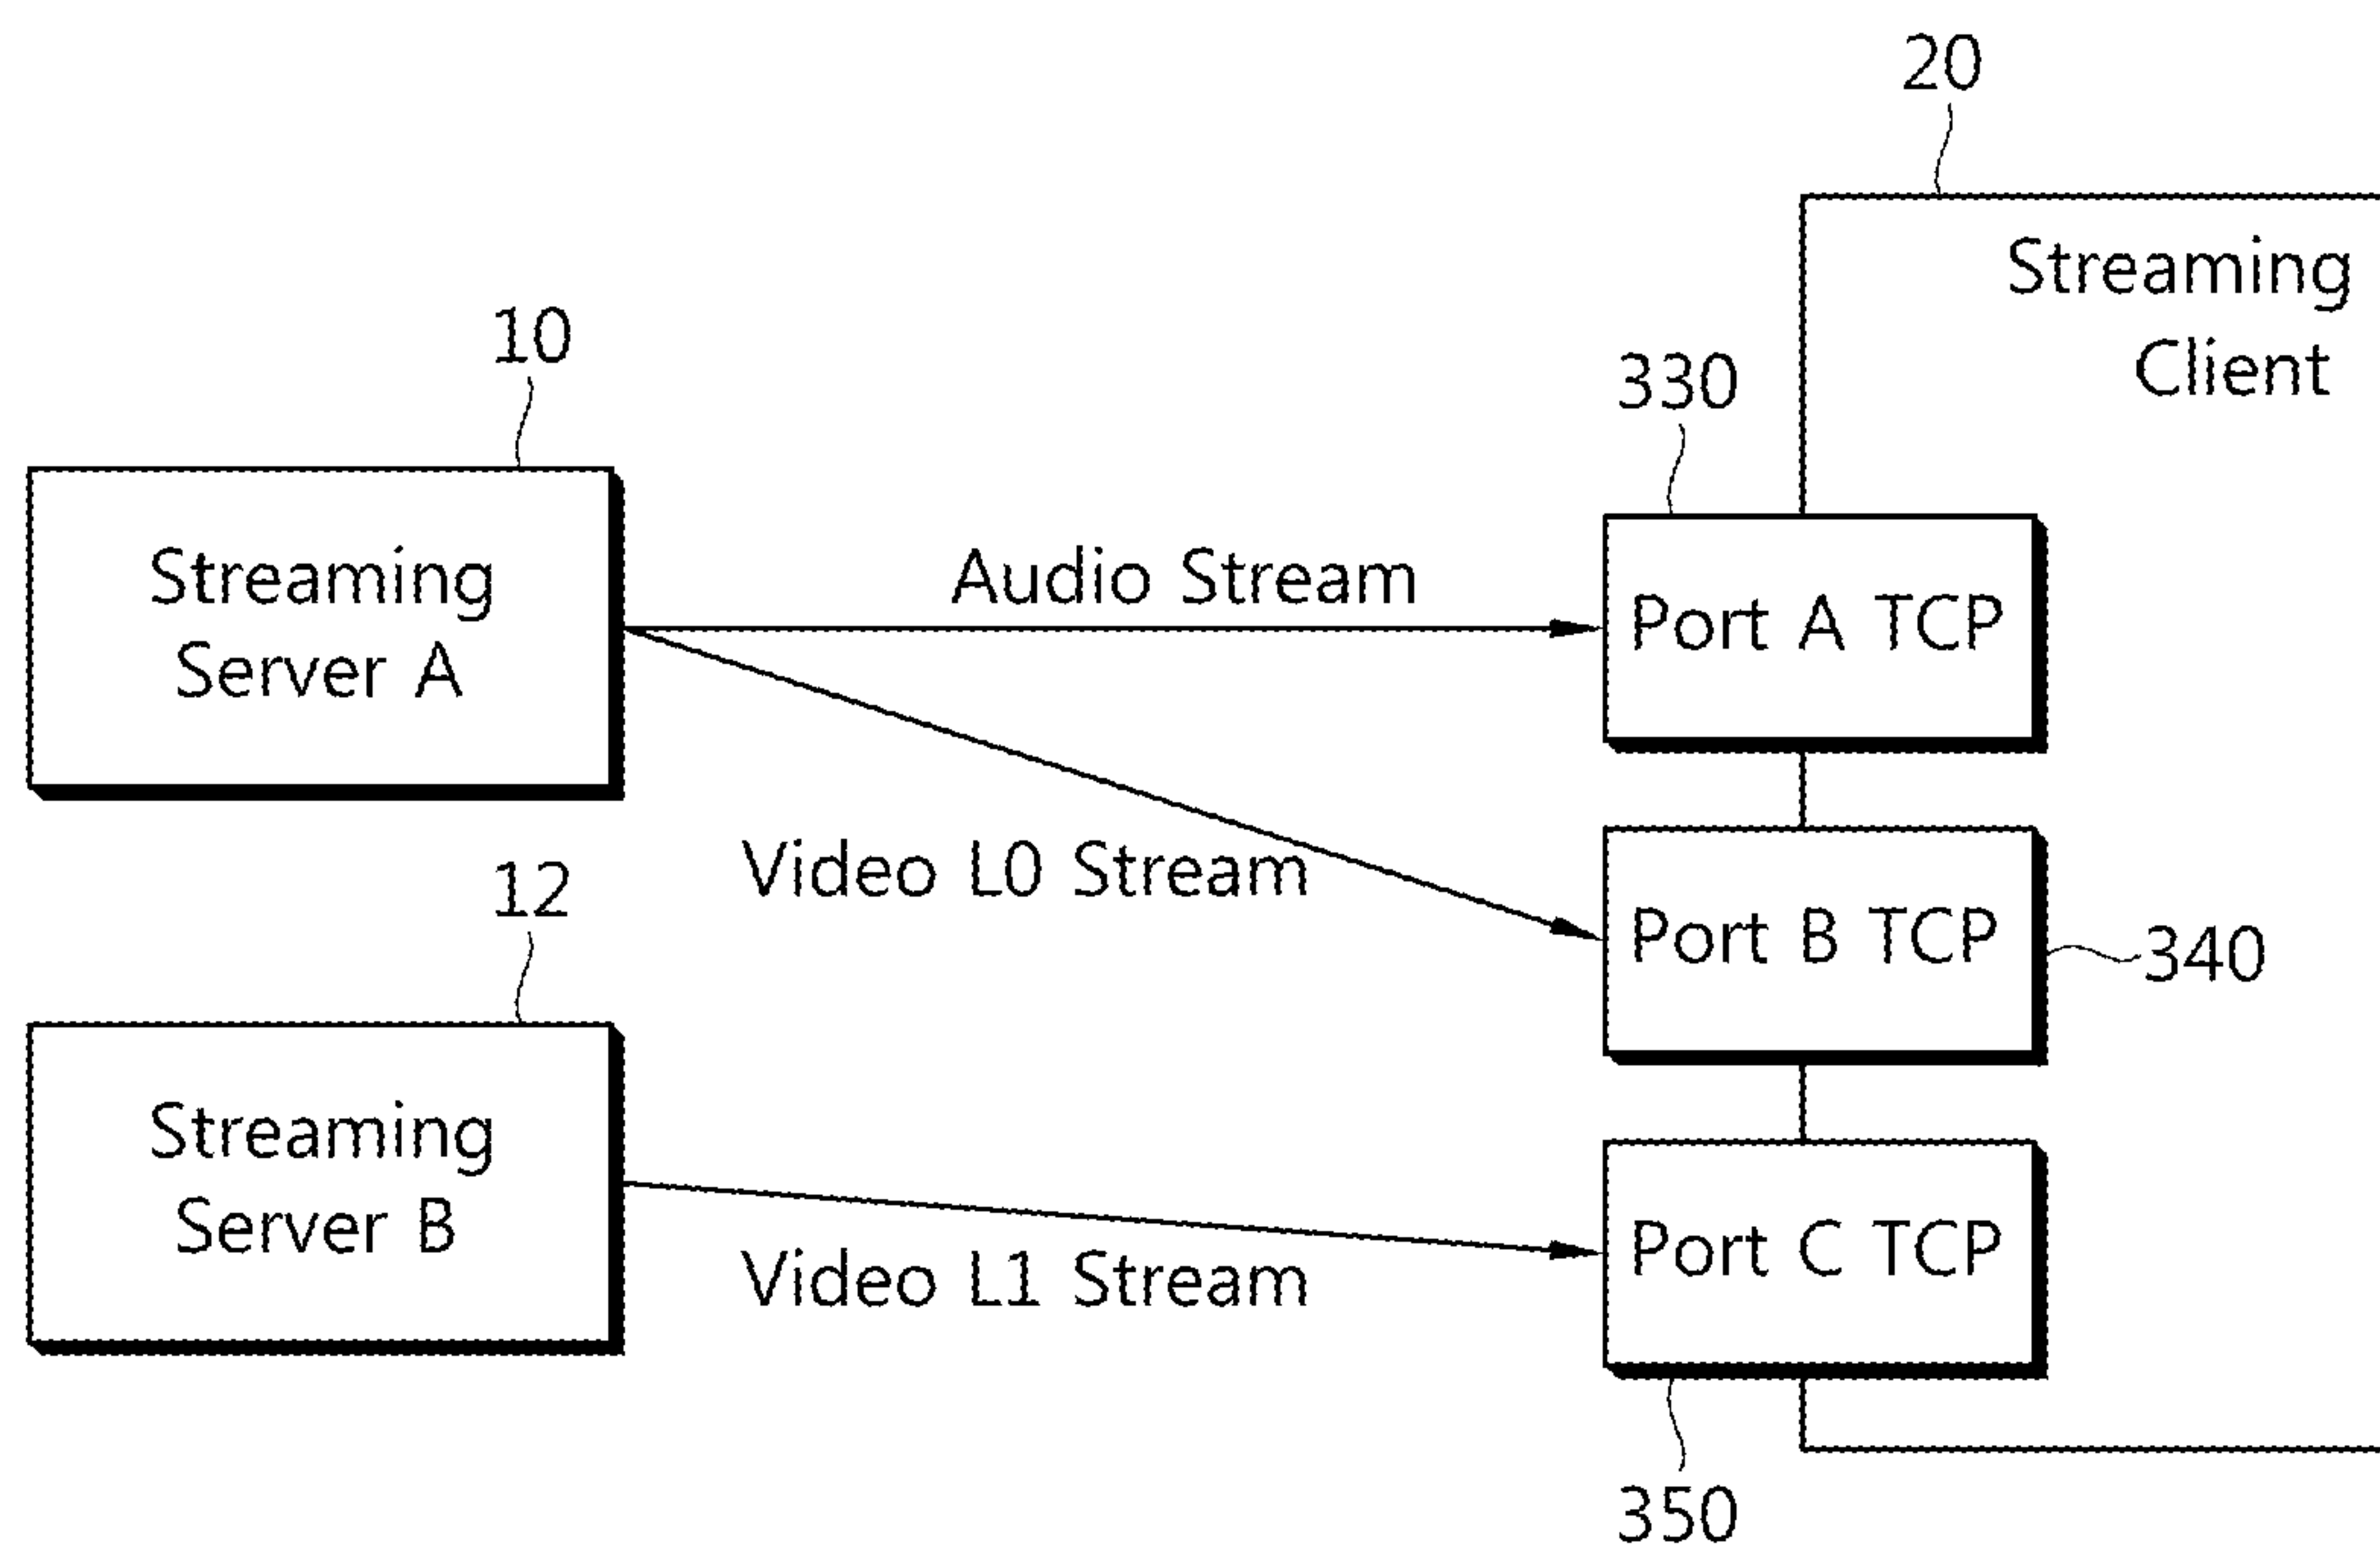 20
Streaming
Client
10
330
Streaming
Server A
Audio Stream
Port A TCP
Video L0 Stream
12
Port B TCP
340
Streaming
Server B
Video L1 Stream
Port C TCP
350